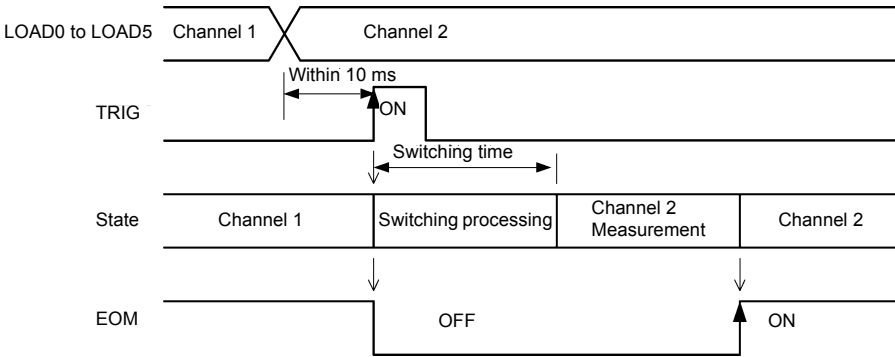 LOAD0 to LOAD5 Channel 1 Channel 2
Within 10 ms
TRIG ON
Switching time
State Channel 1 Switching processing Channel 2 Measurement Channel 2
EOM OFF ON